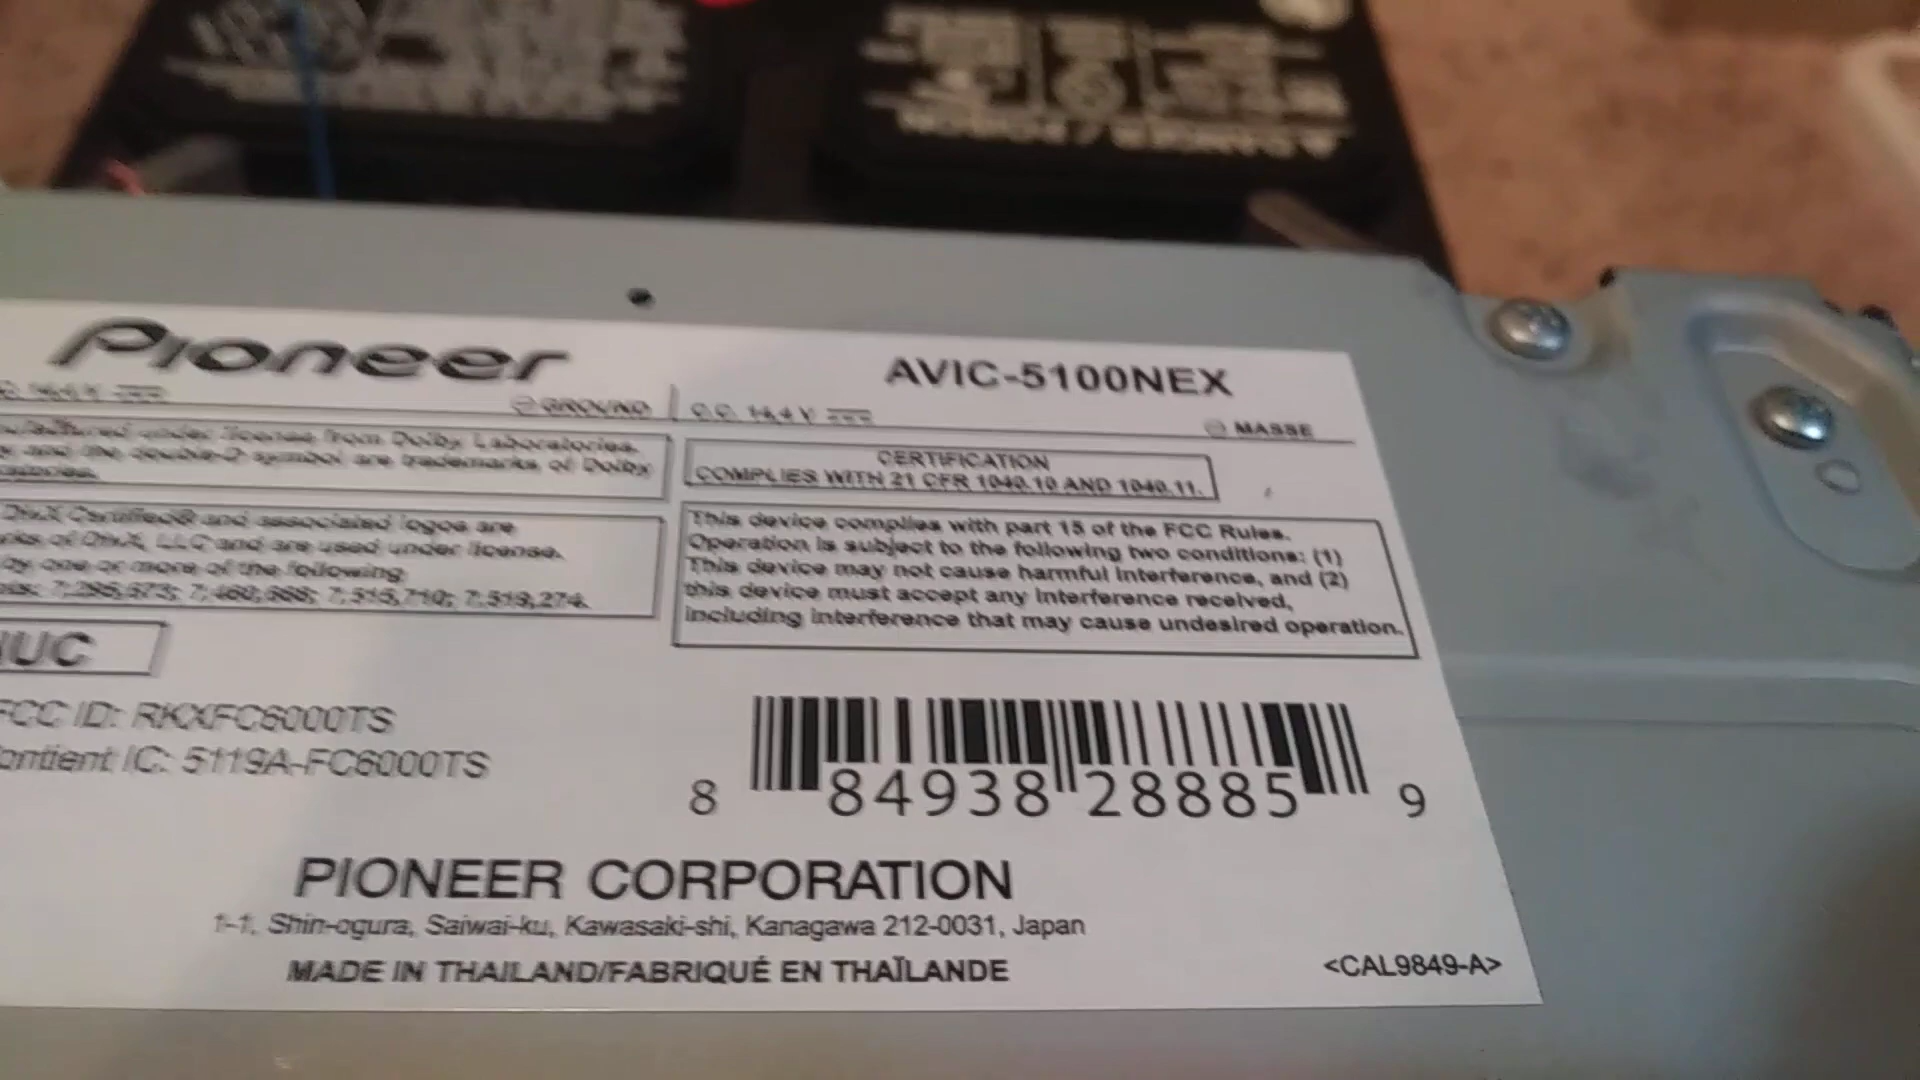 Pioneer
AVIC-5100NEX
14.4 V
GROUND
D.C. 14.4 V
MASSE
under license from Dolby Laboratories.
and the double-D symbol are trademarks of Dolby
CERTIFICATION
COMPLIES WITH 21 CFR 1040.10 AND 1040.11.
DivX Certified® and associated logos are
of DivX, LLC and are used under license.
by one or more of the following
7,295,673; 7,460,668; 7,515,710; 7,519,274.
This device complies with part 15 of the FCC Rules.
Operation is subject to the following two conditions: (1)
This device may not cause harmful interference, and (2)
this device must accept any interference received,
including interference that may cause undesired operation.
UC
FCC ID: RKXFC6000TS
IC: 5119A-FC6000TS
8 84938 28885 9
PIONEER CORPORATION
1-1, Shin-ogura, Saiwai-ku, Kawasaki-shi, Kanagawa 212-0031, Japan
MADE IN THAILAND/FABRIQUÉ EN THAÏLANDE
<CAL9849-A>